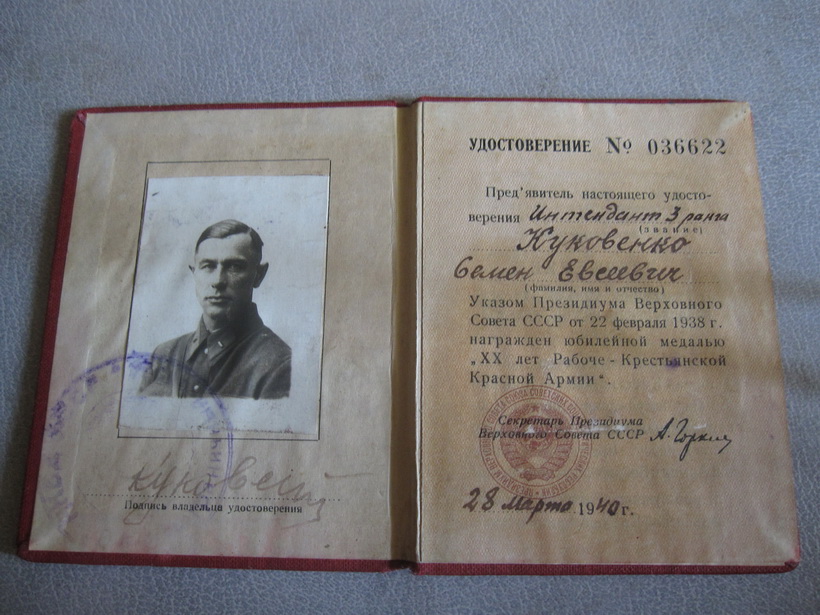 Куковенко
Подпись владельца удостоверения
УДОСТОВЕРЕНИЕ № 036622
Пред'явитель настоящего удосто-
верения Интендант 3 ранга
(звание)
Куковенко
Семен Евсеевич
(фамилия, имя и отчество)
Указом Президиума Верховного
Совета СССР от 22 февраля 1938 г.
награжден юбилейной медалью
„XX лет Рабоче-Крестьянской
Красной Армии".
Секретарь Президиума
Верховного Совета СССР А. Горкин
28 марта 1940 г.